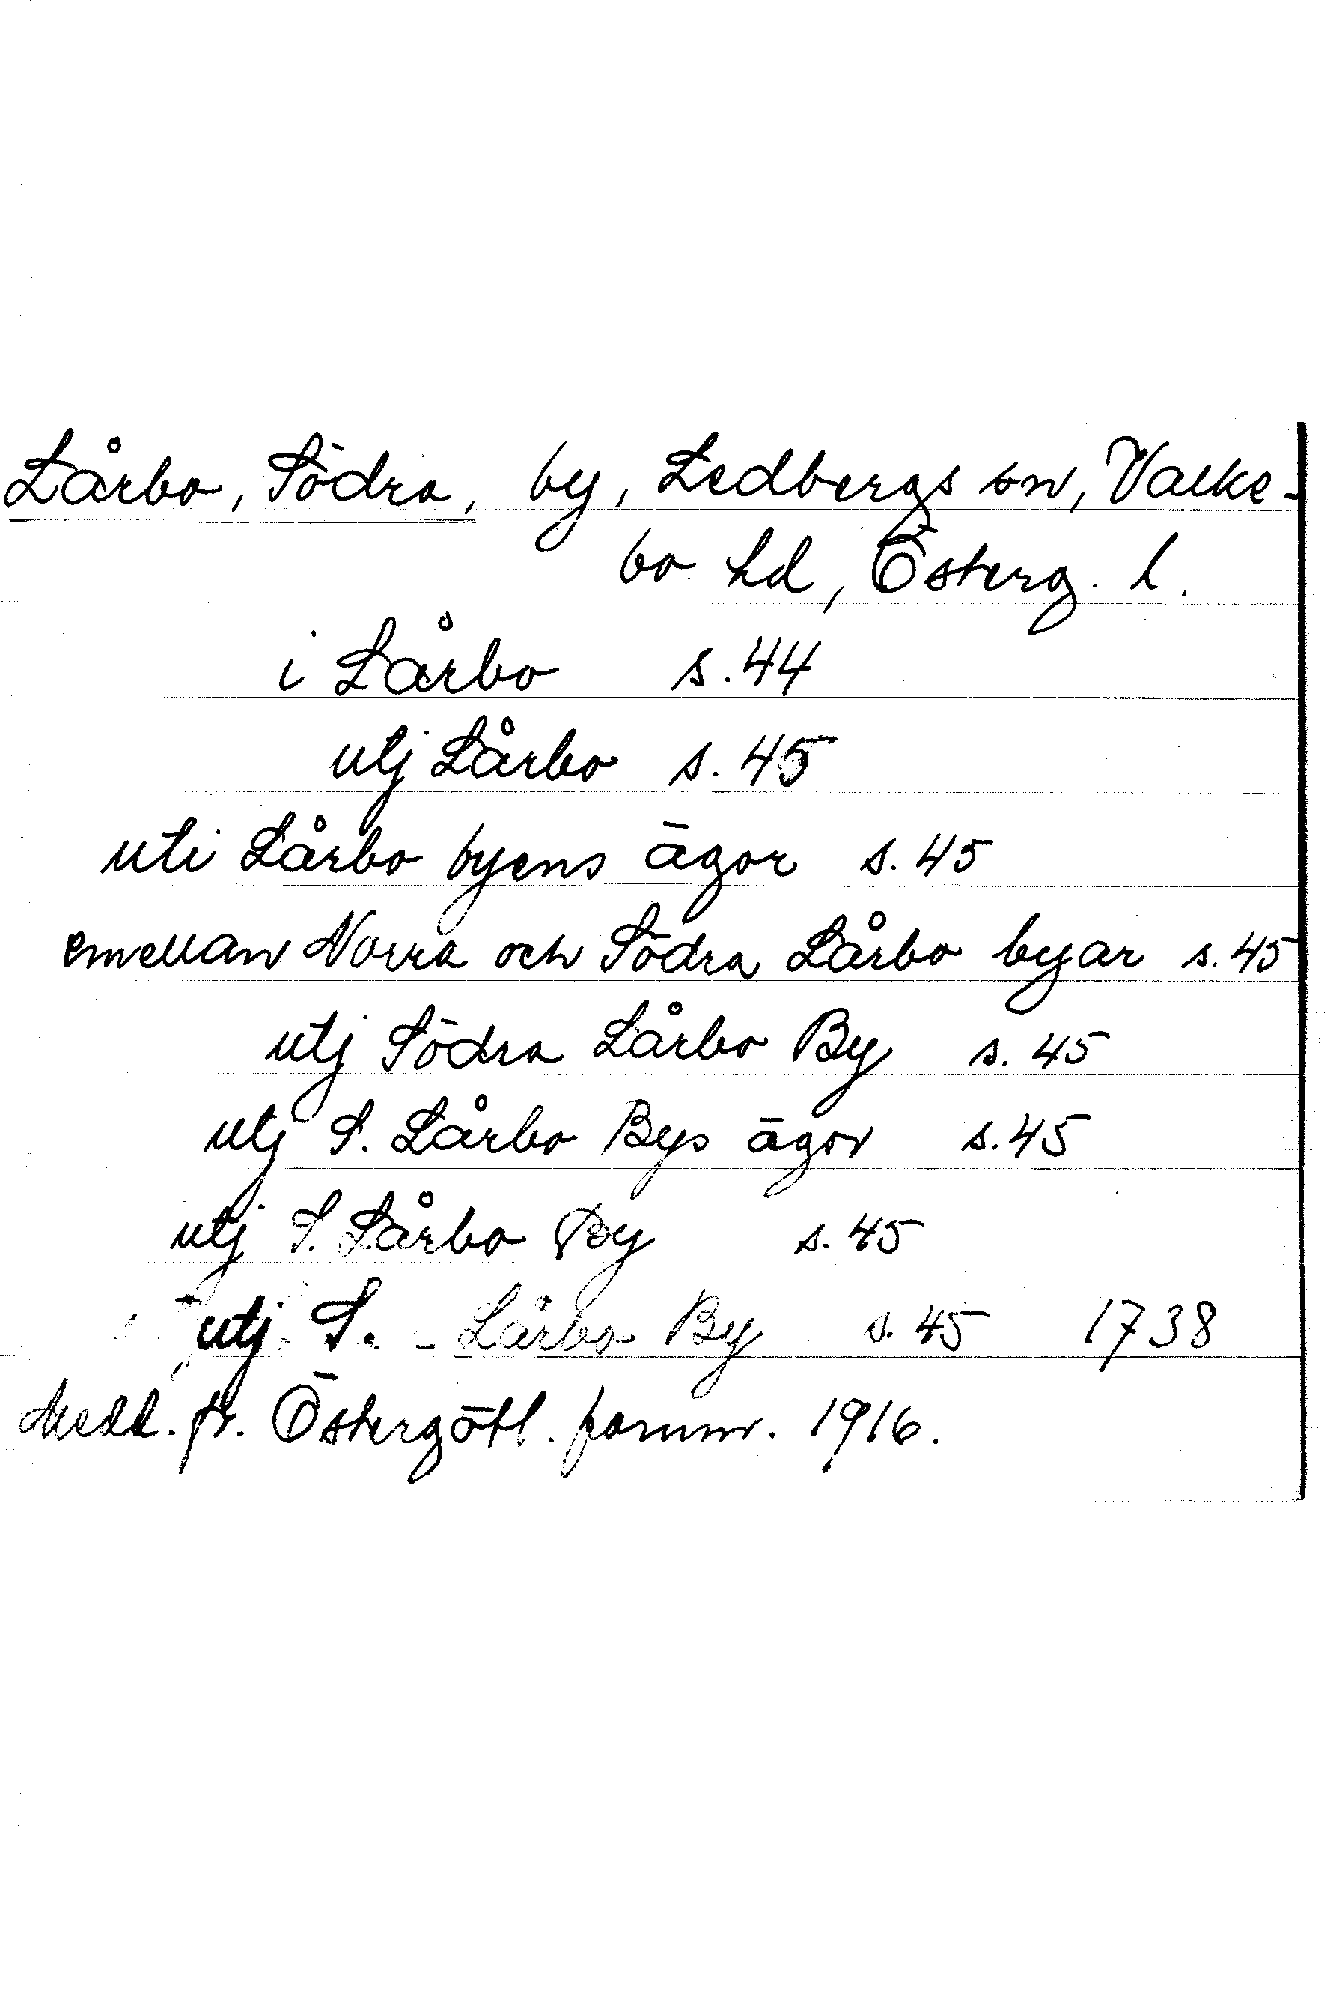 Lårbo, Södra, by, Ledbergs sn, Valke-
bo hd, Österg. l.
i Lårbo s. 44
utj Lårbo s. 45
uti Lårbo byens ägor s. 45
emellan Norra och Södra Lårbo byar s. 45
utj Södra Lårbo By s. 45
utj S. Lårbo Bys ägor s. 45
utj S. Lårbo By s. 45
utj S. Lårbo By s. 45 1738
Medd. fr. Östergötl. fornm. 1916.